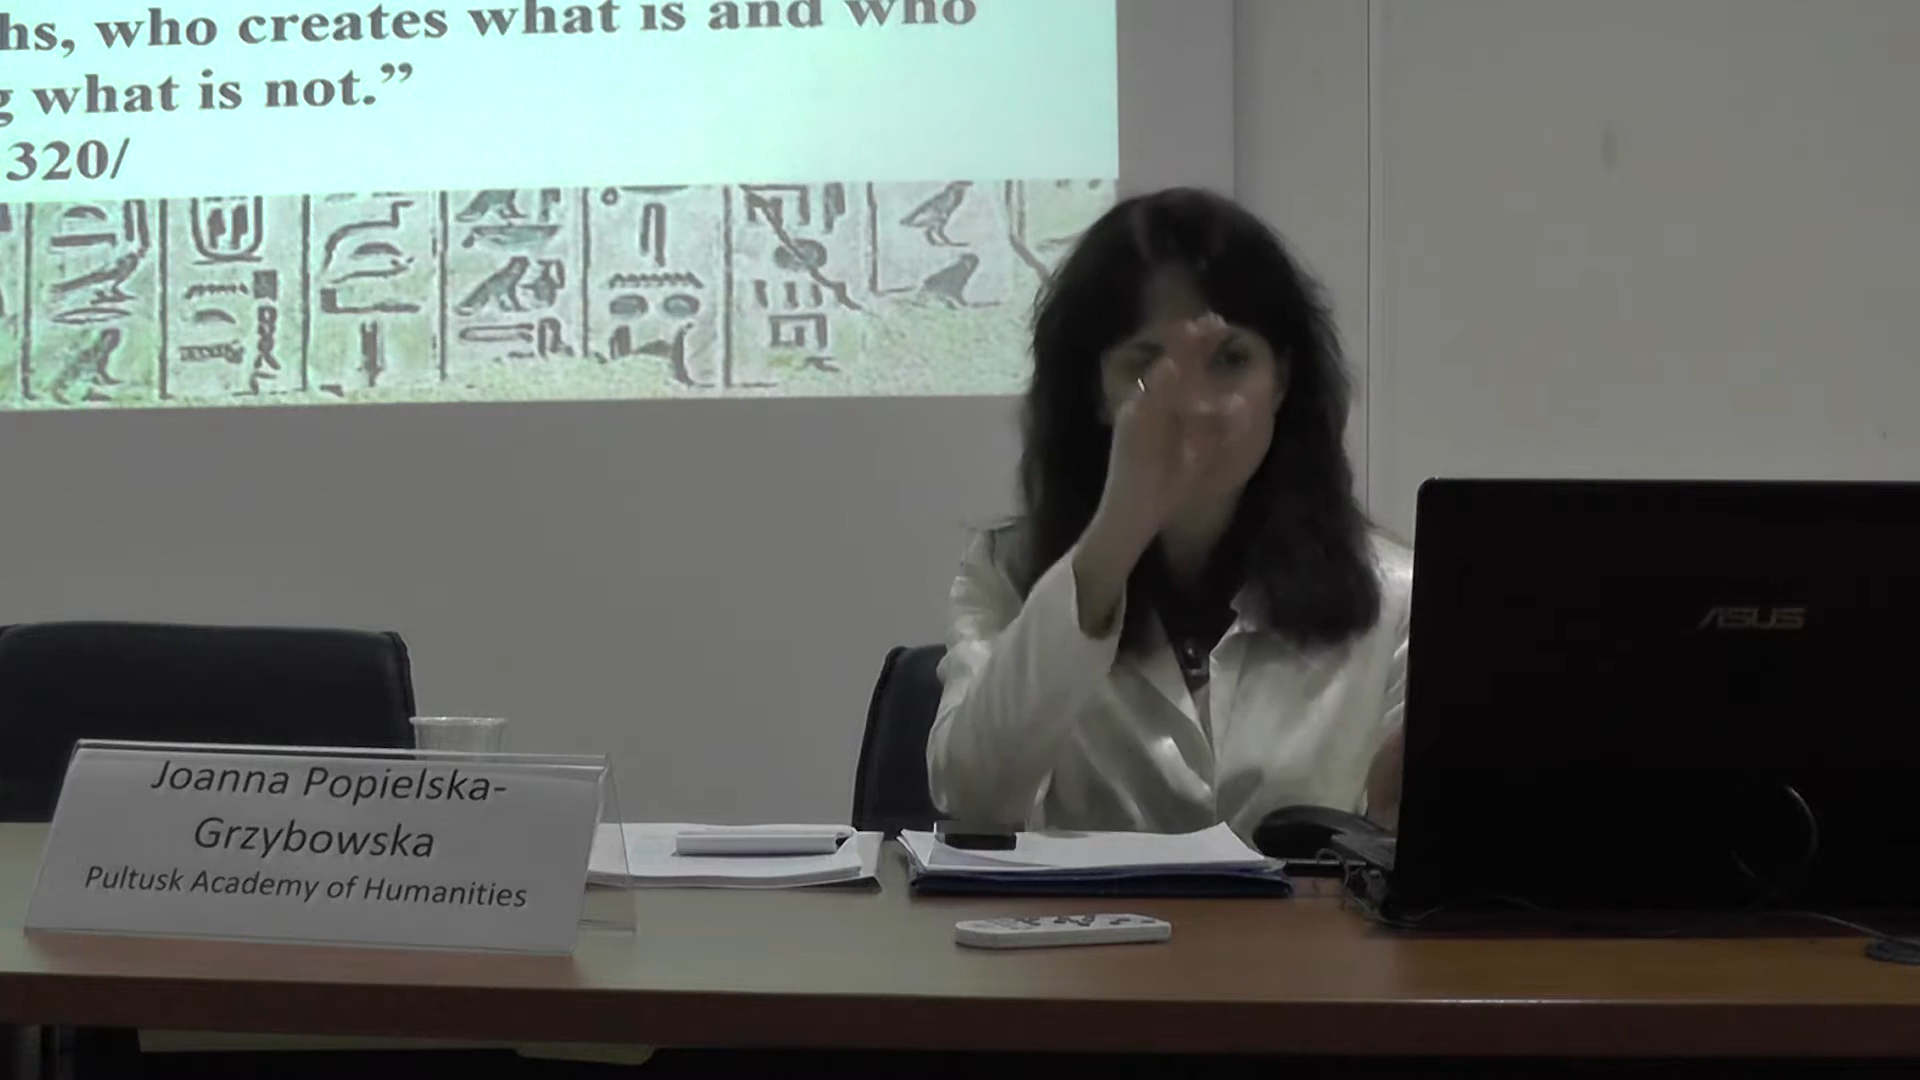 hs, who creates what is and who
g what is not.”
320/
Joanna Popielska-
Grzybowska
Pultusk Academy of Humanities
ASUS